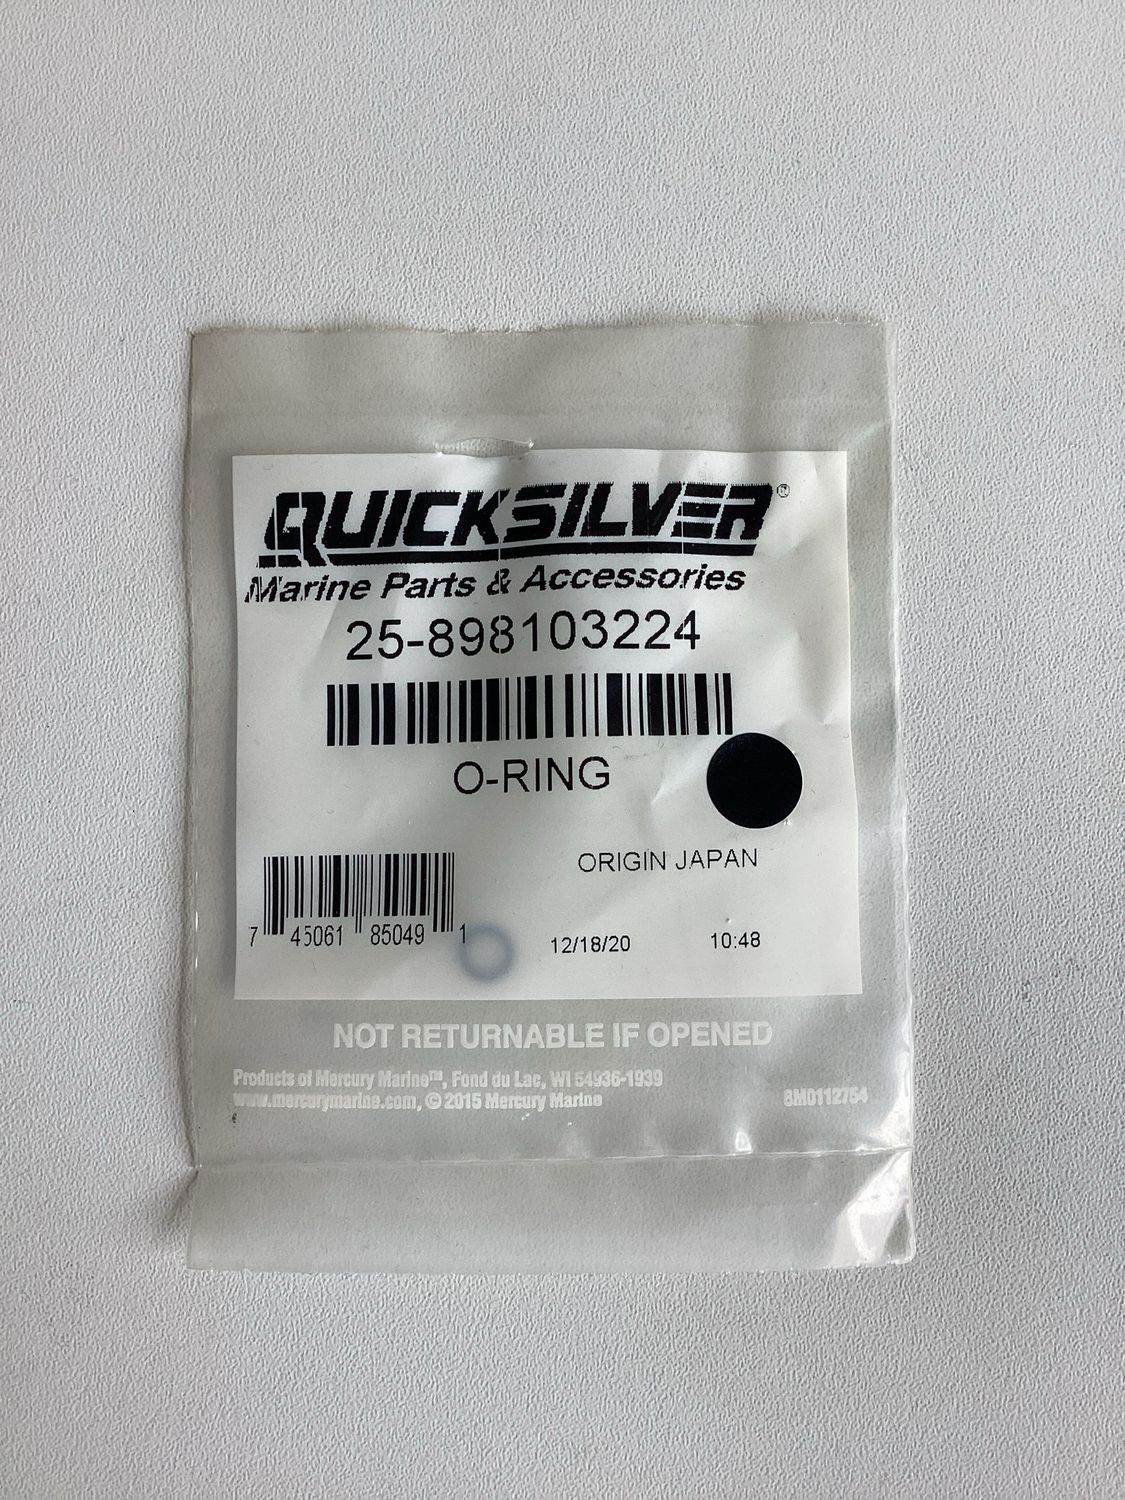 QUICKSILVER®
Marine Parts & Accessories
25-898103224
O-RING
ORIGIN JAPAN
7 45061 85049 1
12/18/20 10:48
NOT RETURNABLE IF OPENED
Products of Mercury Marine™, Fond du Lac, WI 54936-1939
www.mercurymarine.com, © 2015 Mercury Marine
8M0112754